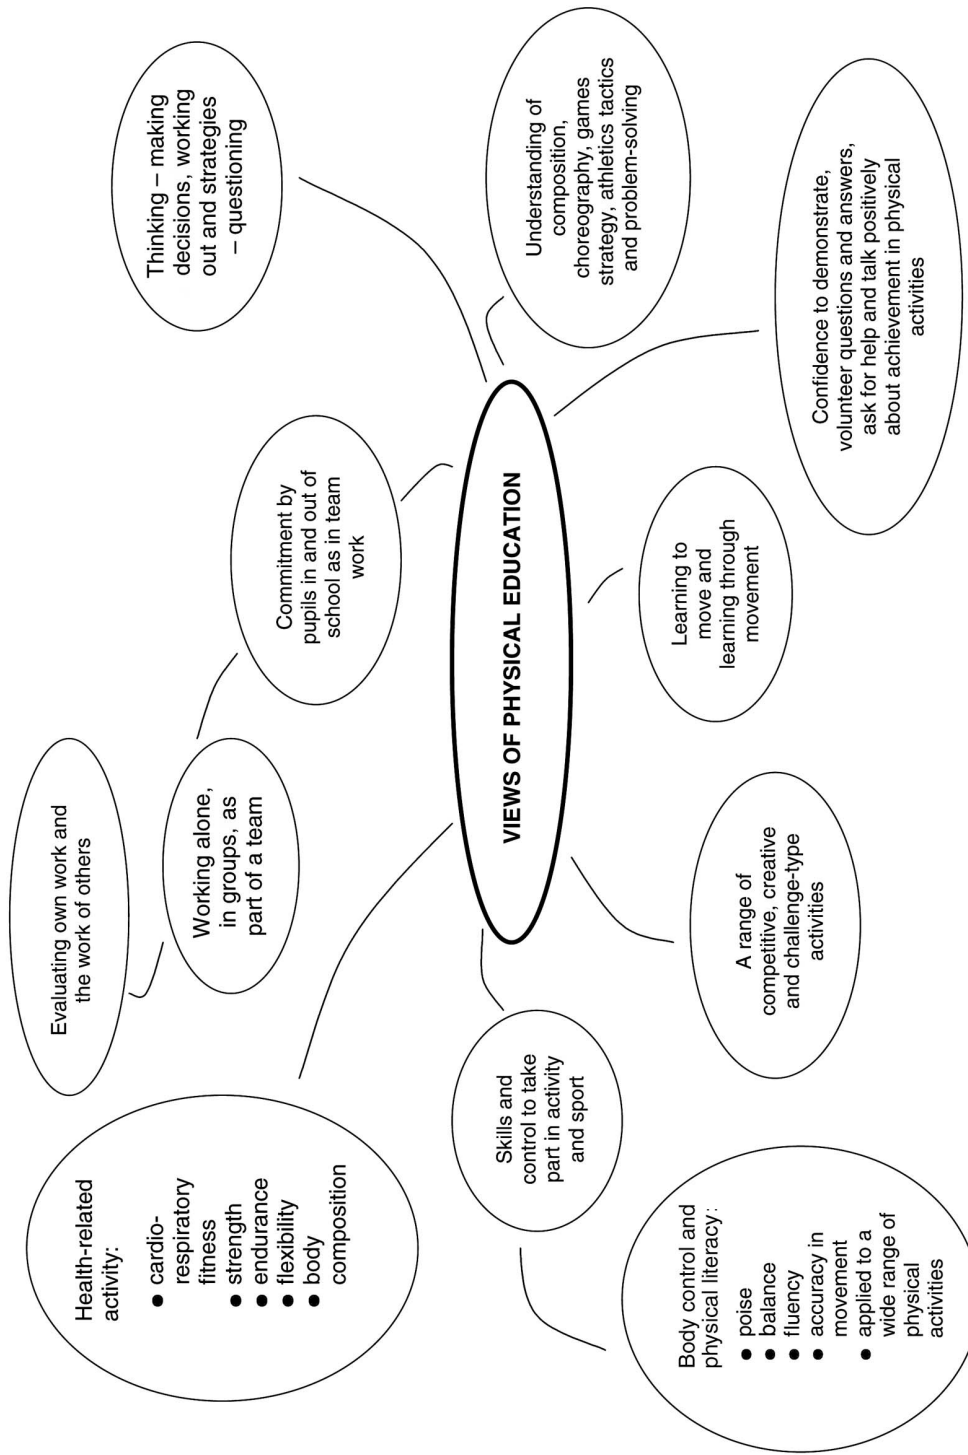 Health-related
activity:
● cardio-
respiratory
fitness
● strength
● endurance
● flexibility
● body
composition
Evaluating own work and
the work of others
Working alone,
in groups, as
part of a team
Commitment by
pupils in and out of
school as in team
work
Thinking – making
decisions, working
out and strategies
– questioning
VIEWS OF PHYSICAL EDUCATION
Skills and
control to take
part in activity
and sport
Understanding of
composition,
choreography, games
strategy, athletics tactics
and problem-solving
Body control and
physical literacy:
● poise
● balance
● fluency
● accuracy in
movement
● applied to a
wide range of
physical
activities
A range of
competitive, creative
and challenge-type
activities
Learning to
move and
learning through
movement
Confidence to demonstrate,
volunteer questions and answers,
ask for help and talk positively
about achievement in physical
activities